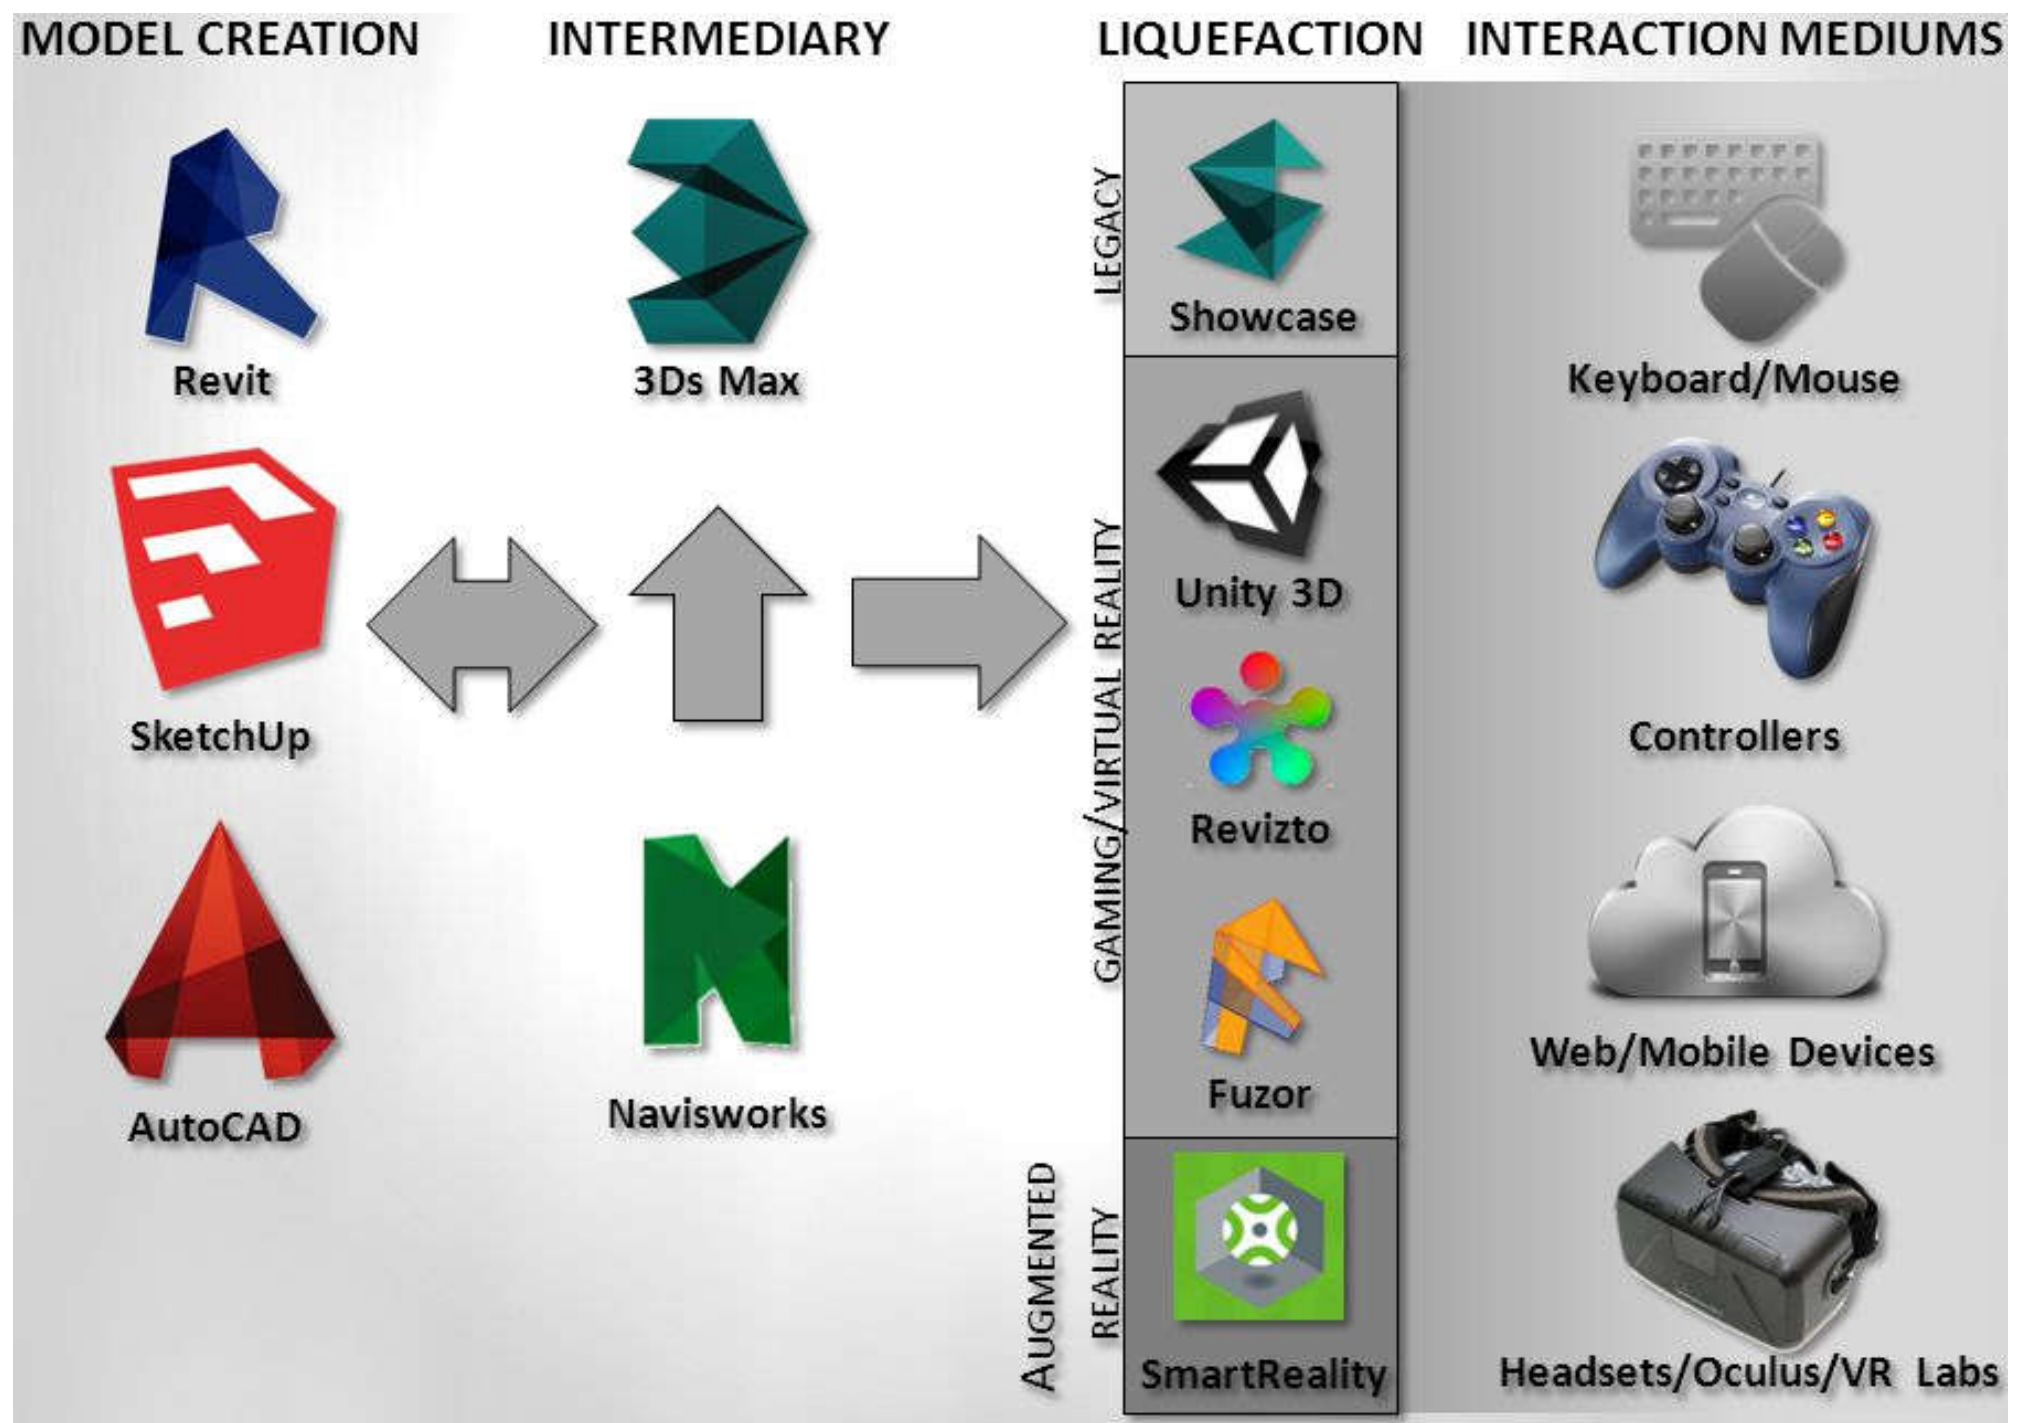 MODEL CREATION
INTERMEDIARY
LIQUEFACTION
INTERACTION MEDIUMS
Revit
SketchUp
AutoCAD
3Ds Max
Navisworks
LEGACY
Showcase
GAMING/VIRTUAL REALITY
Unity 3D
Revizto
Fuzor
AUGMENTED
REALITY
SmartReality
Keyboard/Mouse
Controllers
Web/Mobile Devices
Headsets/Oculus/VR Labs